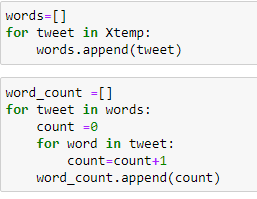 words=[]
for tweet in Xtemp:
    words.append(tweet)
word_count =[]
for tweet in words:
    count =0
    for word in tweet:
        count=count+1
    word_count.append(count)